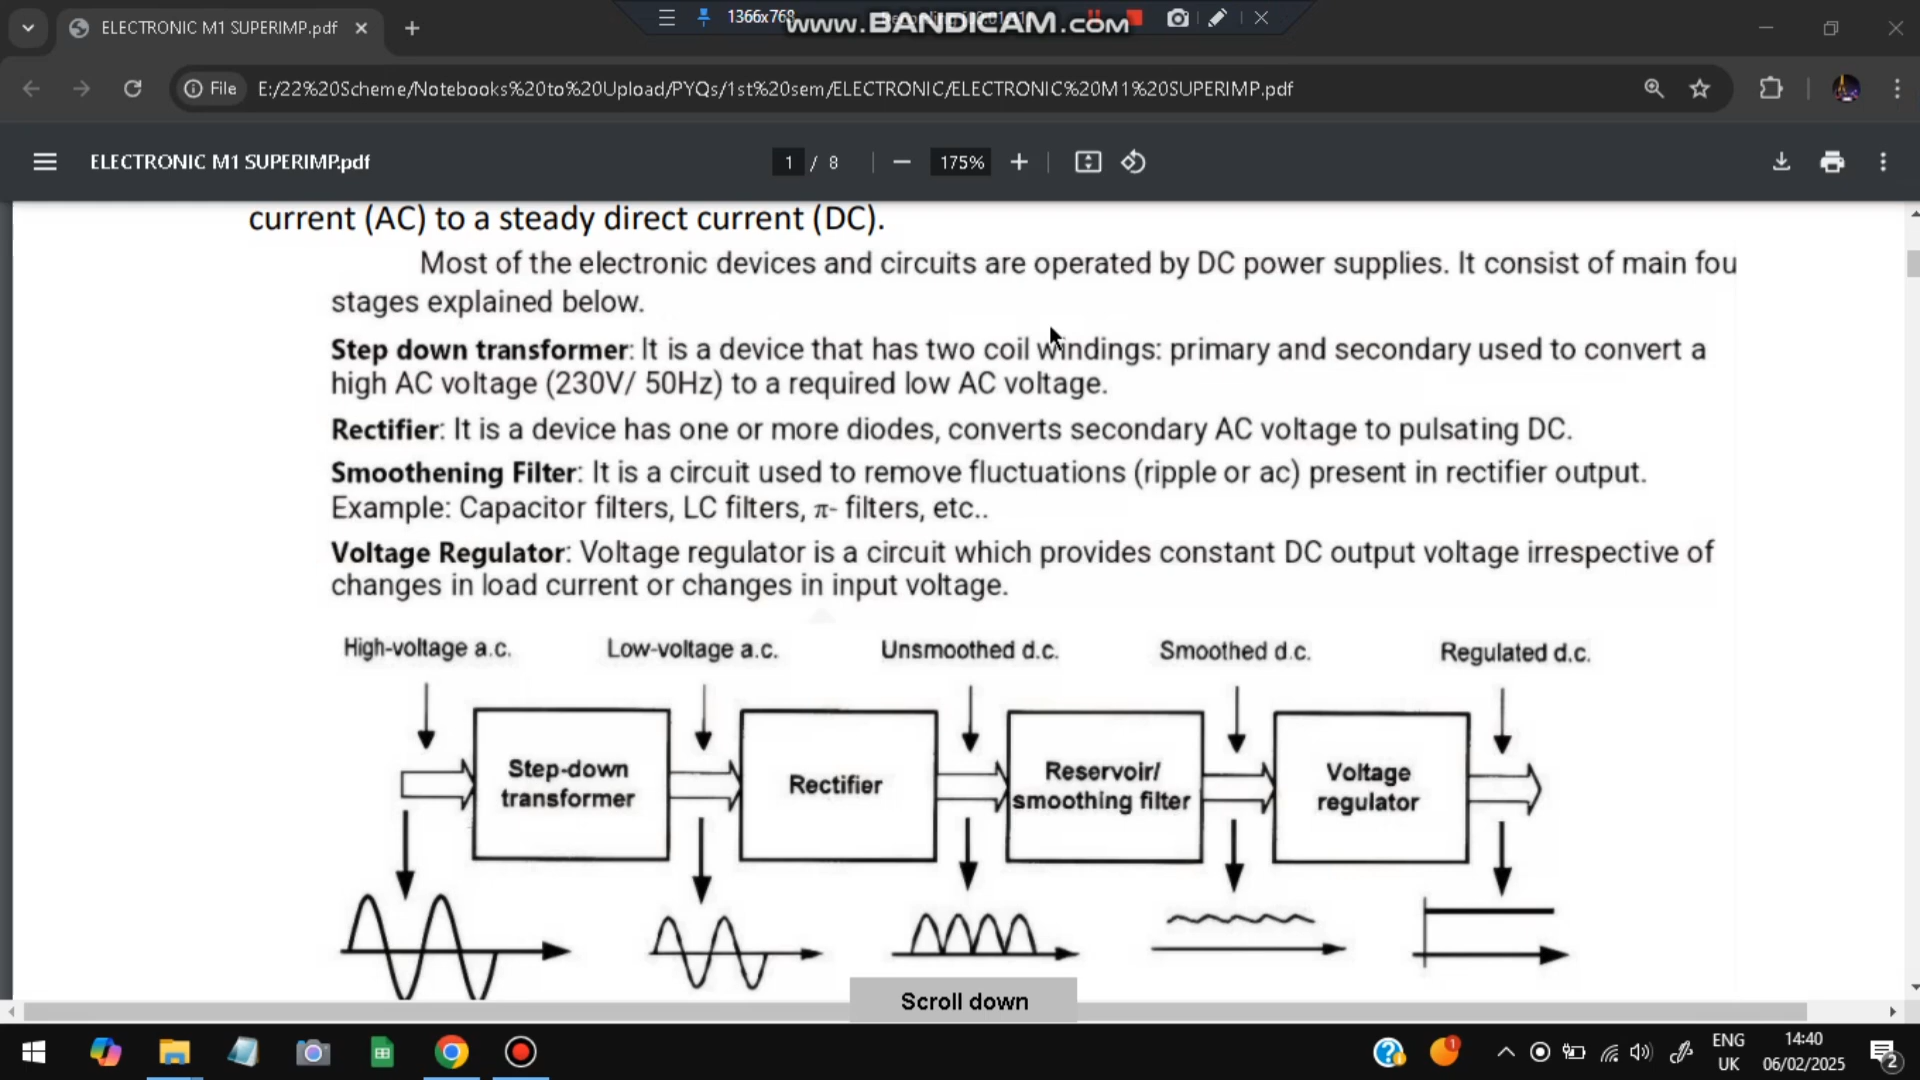 ELECTRONIC M1 SUPERIMP.pdf
1366x768
www.BANDICAM.com
File
E:/22%20Scheme/Notebooks%20to%20Upload/PYQs/1st%20sem/ELECTRONIC/ELECTRONIC%20M1%20SUPERIMP.pdf
ELECTRONIC M1 SUPERIMP.pdf
1 / 8
175%
current (AC) to a steady direct current (DC).
Most of the electronic devices and circuits are operated by DC power supplies. It consist of main fou
stages explained below.
Step down transformer: It is a device that has two coil windings: primary and secondary used to convert a
high AC voltage (230V/ 50Hz) to a required low AC voltage.
Rectifier: It is a device has one or more diodes, converts secondary AC voltage to pulsating DC.
Smoothening Filter: It is a circuit used to remove fluctuations (ripple or ac) present in rectifier output.
Example: Capacitor filters, LC filters, π- filters, etc..
Voltage Regulator: Voltage regulator is a circuit which provides constant DC output voltage irrespective of
changes in load current or changes in input voltage.
High-voltage a.c. Low-voltage a.c. Unsmoothed d.c. Smoothed d.c. Regulated d.c.
Step-down
transformer
Rectifier
Reservoir/
smoothing filter
Voltage
regulator
Scroll down
ENG
UK
14:40
06/02/2025
1
2